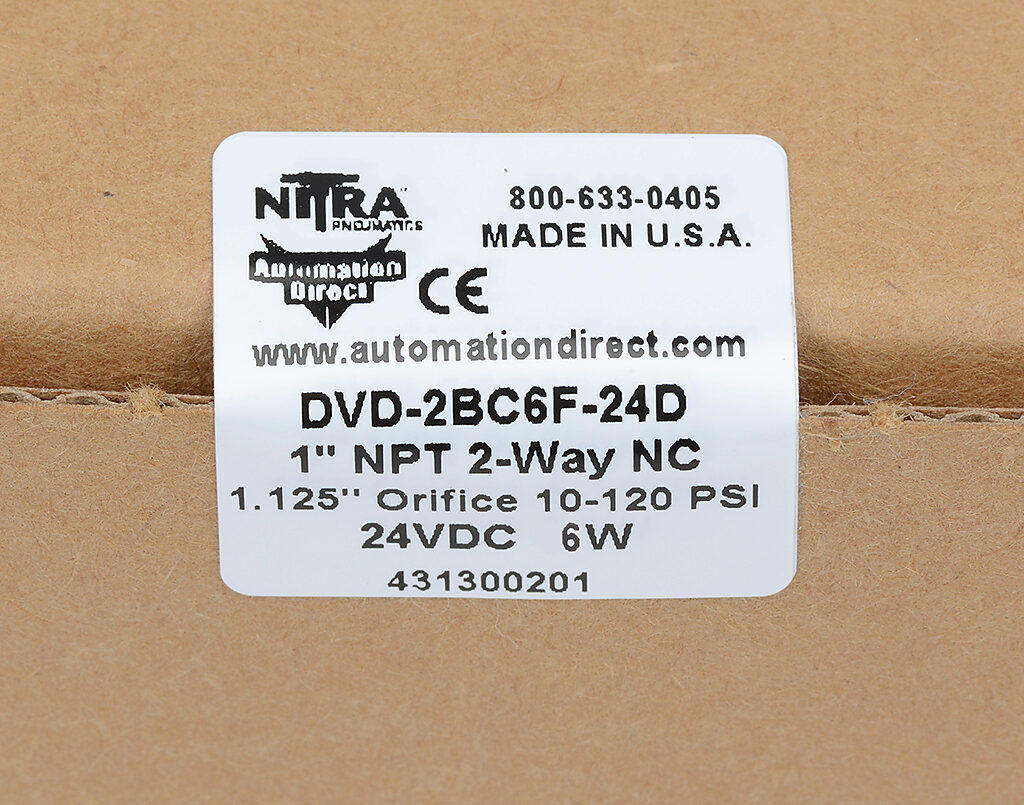 NITRA
PNEUMATICS
800-633-0405
MADE IN U.S.A.
Automation
Direct
CE
www.automationdirect.com
DVD-2BC6F-24D
1" NPT 2-Way NC
1.125" Orifice 10-120 PSI
24VDC 6W
431300201